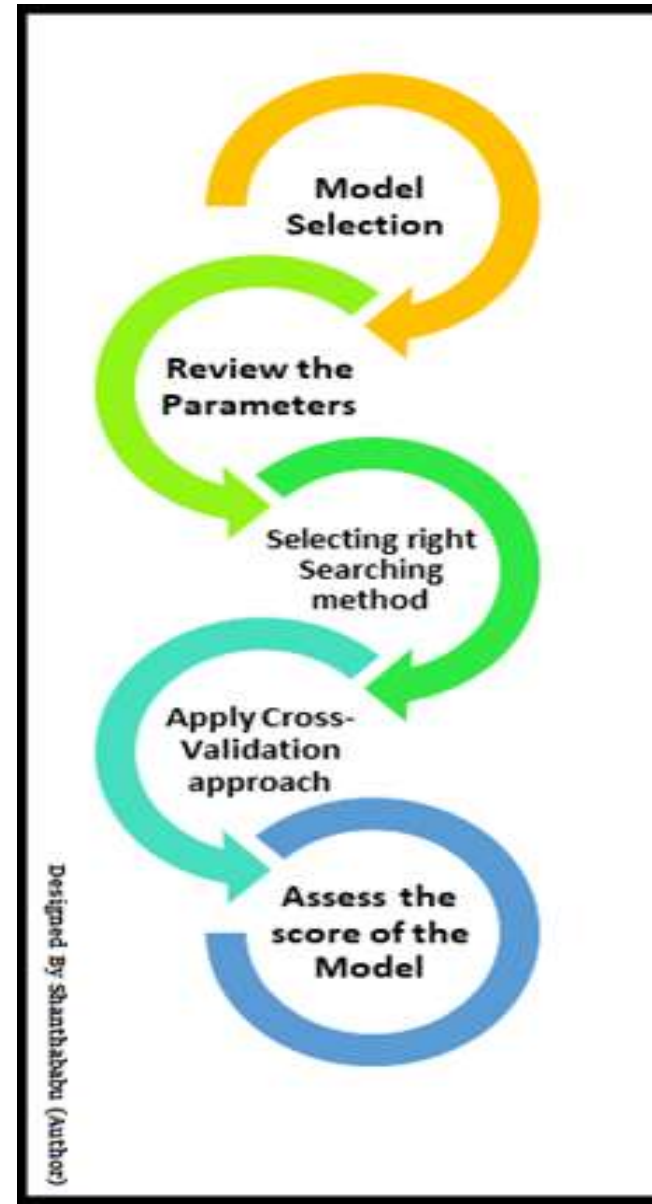 Model
Selection
Review the
Parameters
Selecting right
Searching
method
Apply Cross-
Validation
approach
Assess the
score of the
Model
Designed By Shanthababu (Author)